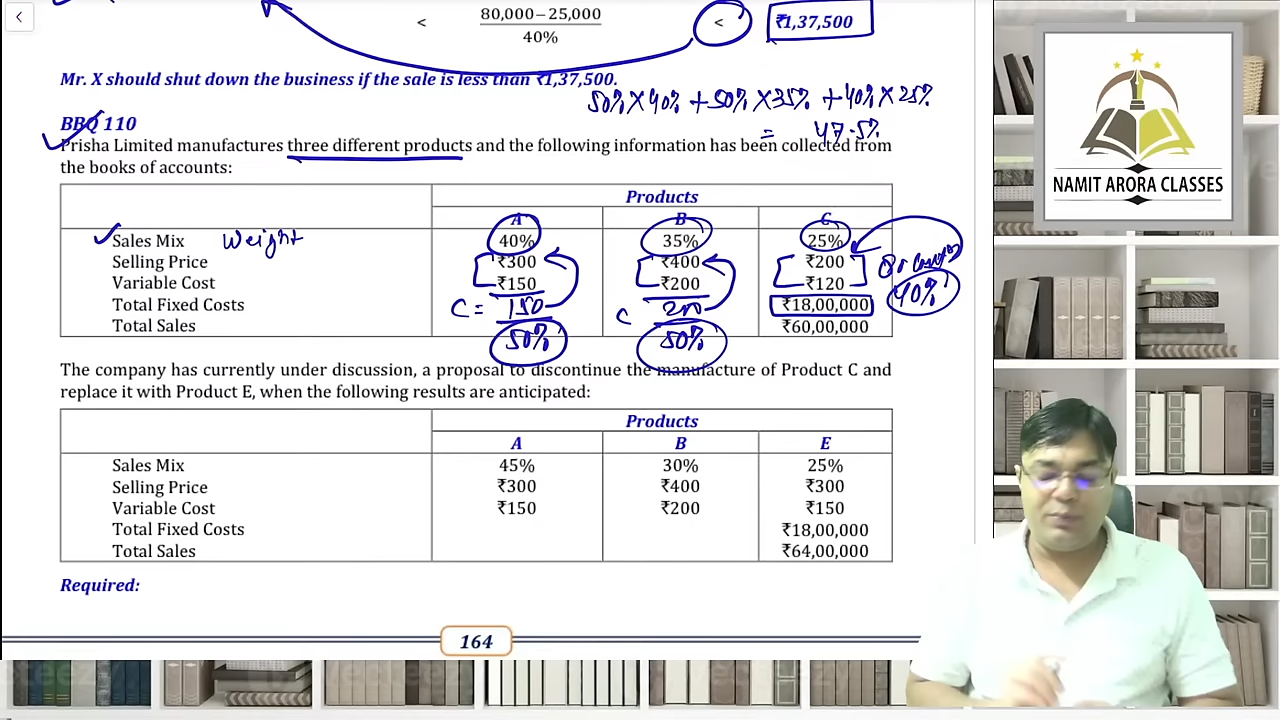 < 80,000−25,000 / 40% < ₹1,37,500
Mr. X should shut down the business if the sale is less than ₹1,37,500.
50% × 40% + 50% × 35% + 40% × 25%
= 47.5%
BBQ 110
Prisha Limited manufactures three different products and the following information has been collected from
the books of accounts:
Products
A B C
Sales Mix Weight 40% 35% 25%
Selling Price ₹300 ₹400 ₹200
Variable Cost ₹150 ₹200 ₹120
Total Fixed Costs ₹18,00,000
Total Sales ₹60,00,000
C = 150
50%
C 200
50%
40%
The company has currently under discussion, a proposal to discontinue the manufacture of Product C and
replace it with Product E, when the following results are anticipated:
Products
A B E
Sales Mix 45% 30% 25%
Selling Price ₹300 ₹400 ₹300
Variable Cost ₹150 ₹200 ₹150
Total Fixed Costs ₹18,00,000
Total Sales ₹64,00,000
Required:
164
NAMIT ARORA CLASSES